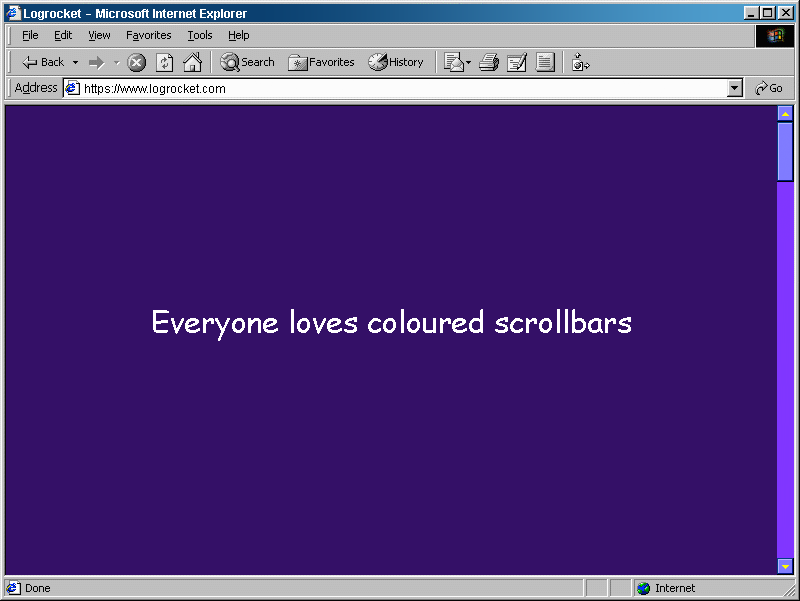 Logrocket – Microsoft Internet Explorer
File Edit View Favorites Tools Help
Back Search Favorites History
Address https://www.logrocket.com Go
Everyone loves coloured scrollbars
Done Internet